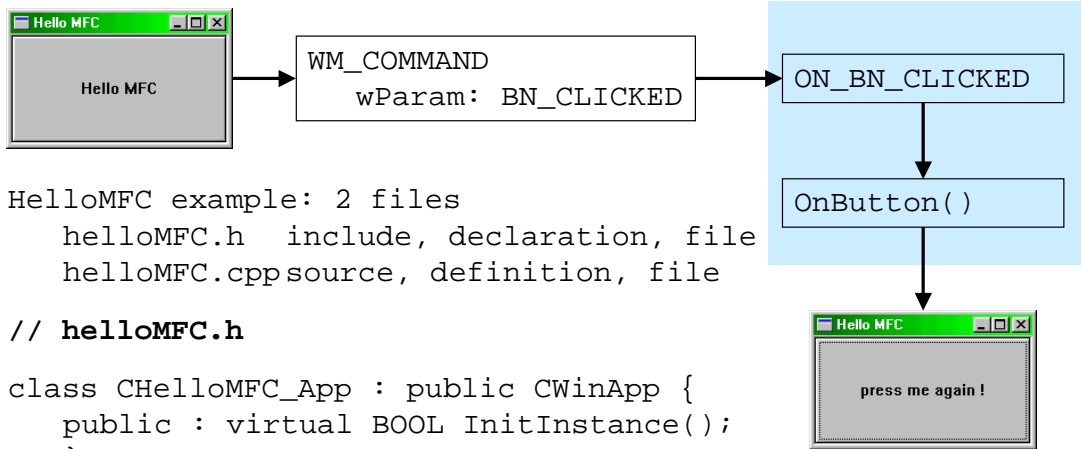 Hello MFC
Hello MFC
WM_COMMAND
wParam: BN_CLICKED
ON_BN_CLICKED
OnButton()
HelloMFC example: 2 files
helloMFC.h include, declaration, file
helloMFC.cpp source, definition, file
Hello MFC
press me again !
// helloMFC.h
class CHelloMFC_App : public CWinApp {
public : virtual BOOL InitInstance();